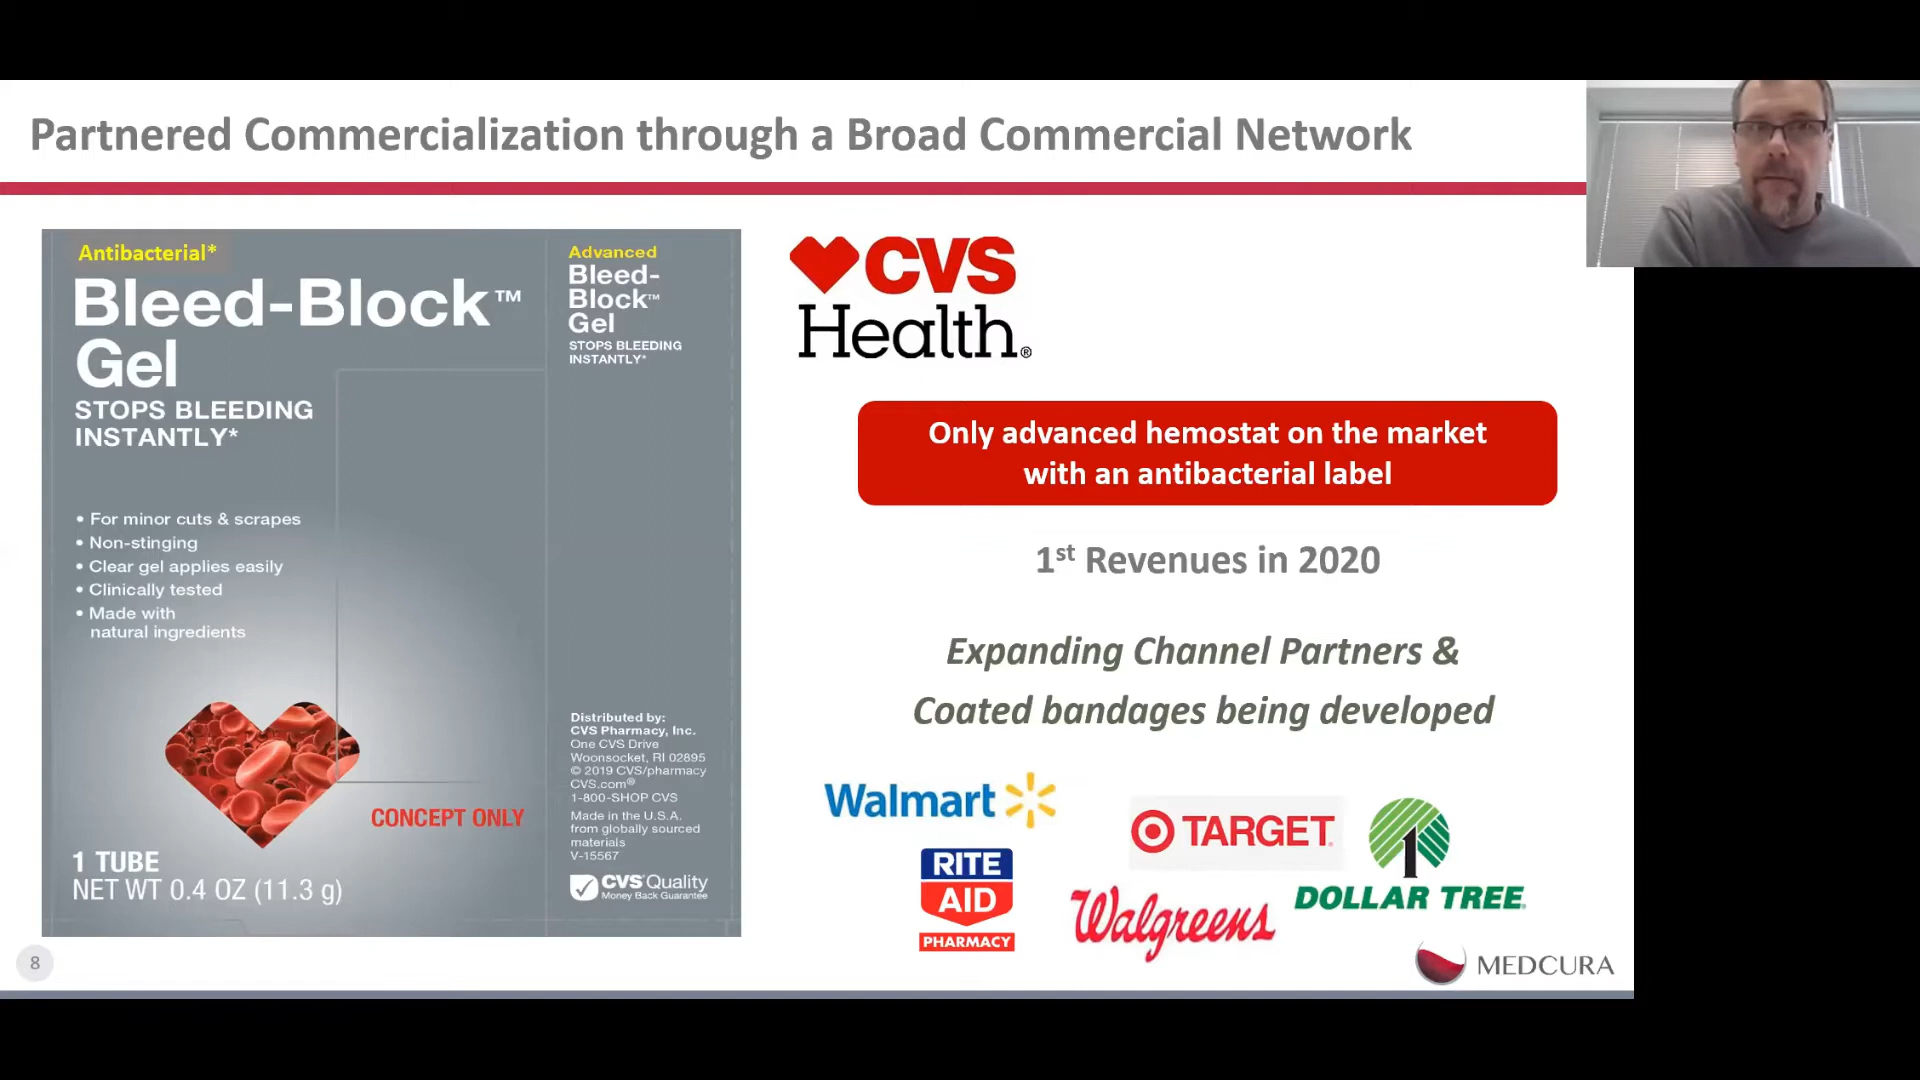 Partnered Commercialization through a Broad Commercial Network
Antibacterial*
Bleed-Block™
Gel
STOPS BLEEDING
INSTANTLY*
• For minor cuts & scrapes
• Non-stinging
• Clear gel applies easily
• Clinically tested
• Made with
natural ingredients
CONCEPT ONLY
1 TUBE
NET WT 0.4 OZ (11.3 g)
Advanced
Bleed-
Block™
Gel
STOPS BLEEDING
INSTANTLY*
Distributed by:
CVS Pharmacy, Inc.
One CVS Drive
Woonsocket, RI 02895
© 2019 CVS/pharmacy
CVS.com®
1-800-SHOP CVS
Made in the U.S.A.
from globally sourced
materials
V-15567
CVS Quality
Money Back Guarantee
CVS
Health®
Only advanced hemostat on the market
with an antibacterial label
1st Revenues in 2020
Expanding Channel Partners &
Coated bandages being developed
Walmart
TARGET
RITE
AID
PHARMACY
Walgreens
DOLLAR TREE
8
MEDCURA